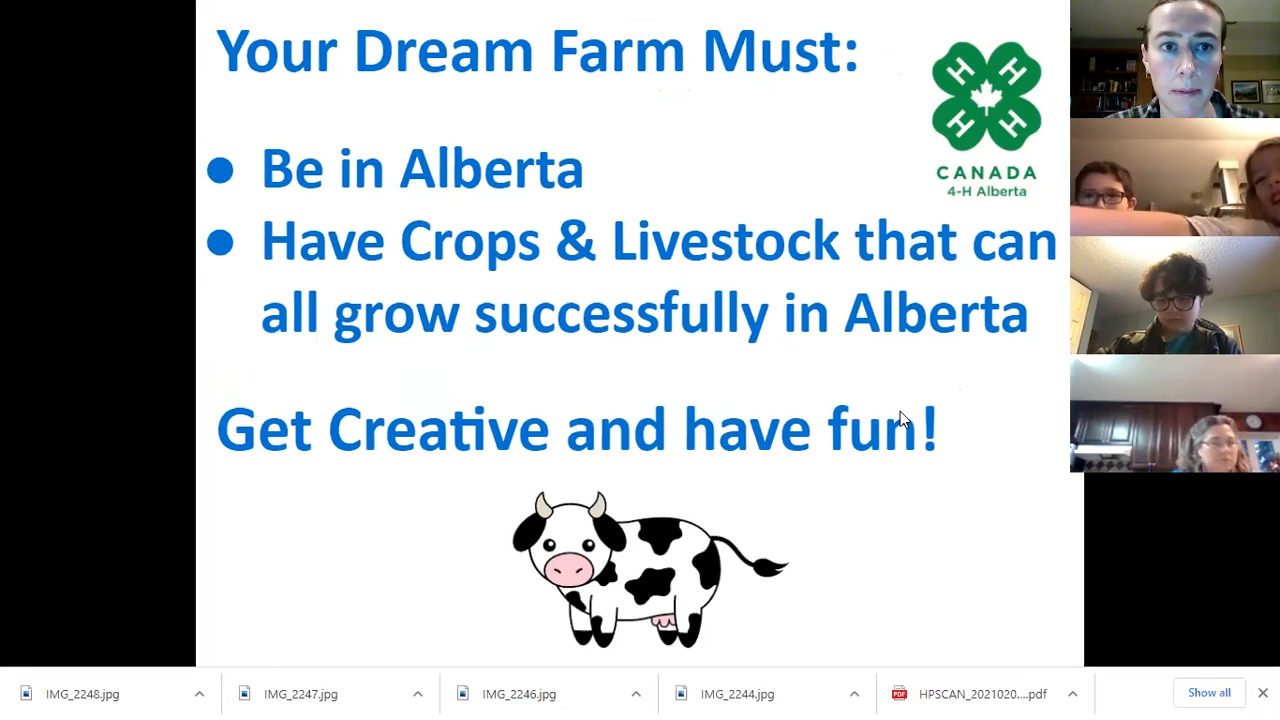 Your Dream Farm Must:
H H
H H
CANADA
4-H Alberta
● Be in Alberta
● Have Crops & Livestock that can
all grow successfully in Alberta
Get Creative and have fun!
IMG_2248.jpg
IMG_2247.jpg
IMG_2246.jpg
IMG_2244.jpg
PDF
HPSCAN_2021020....pdf
Show all